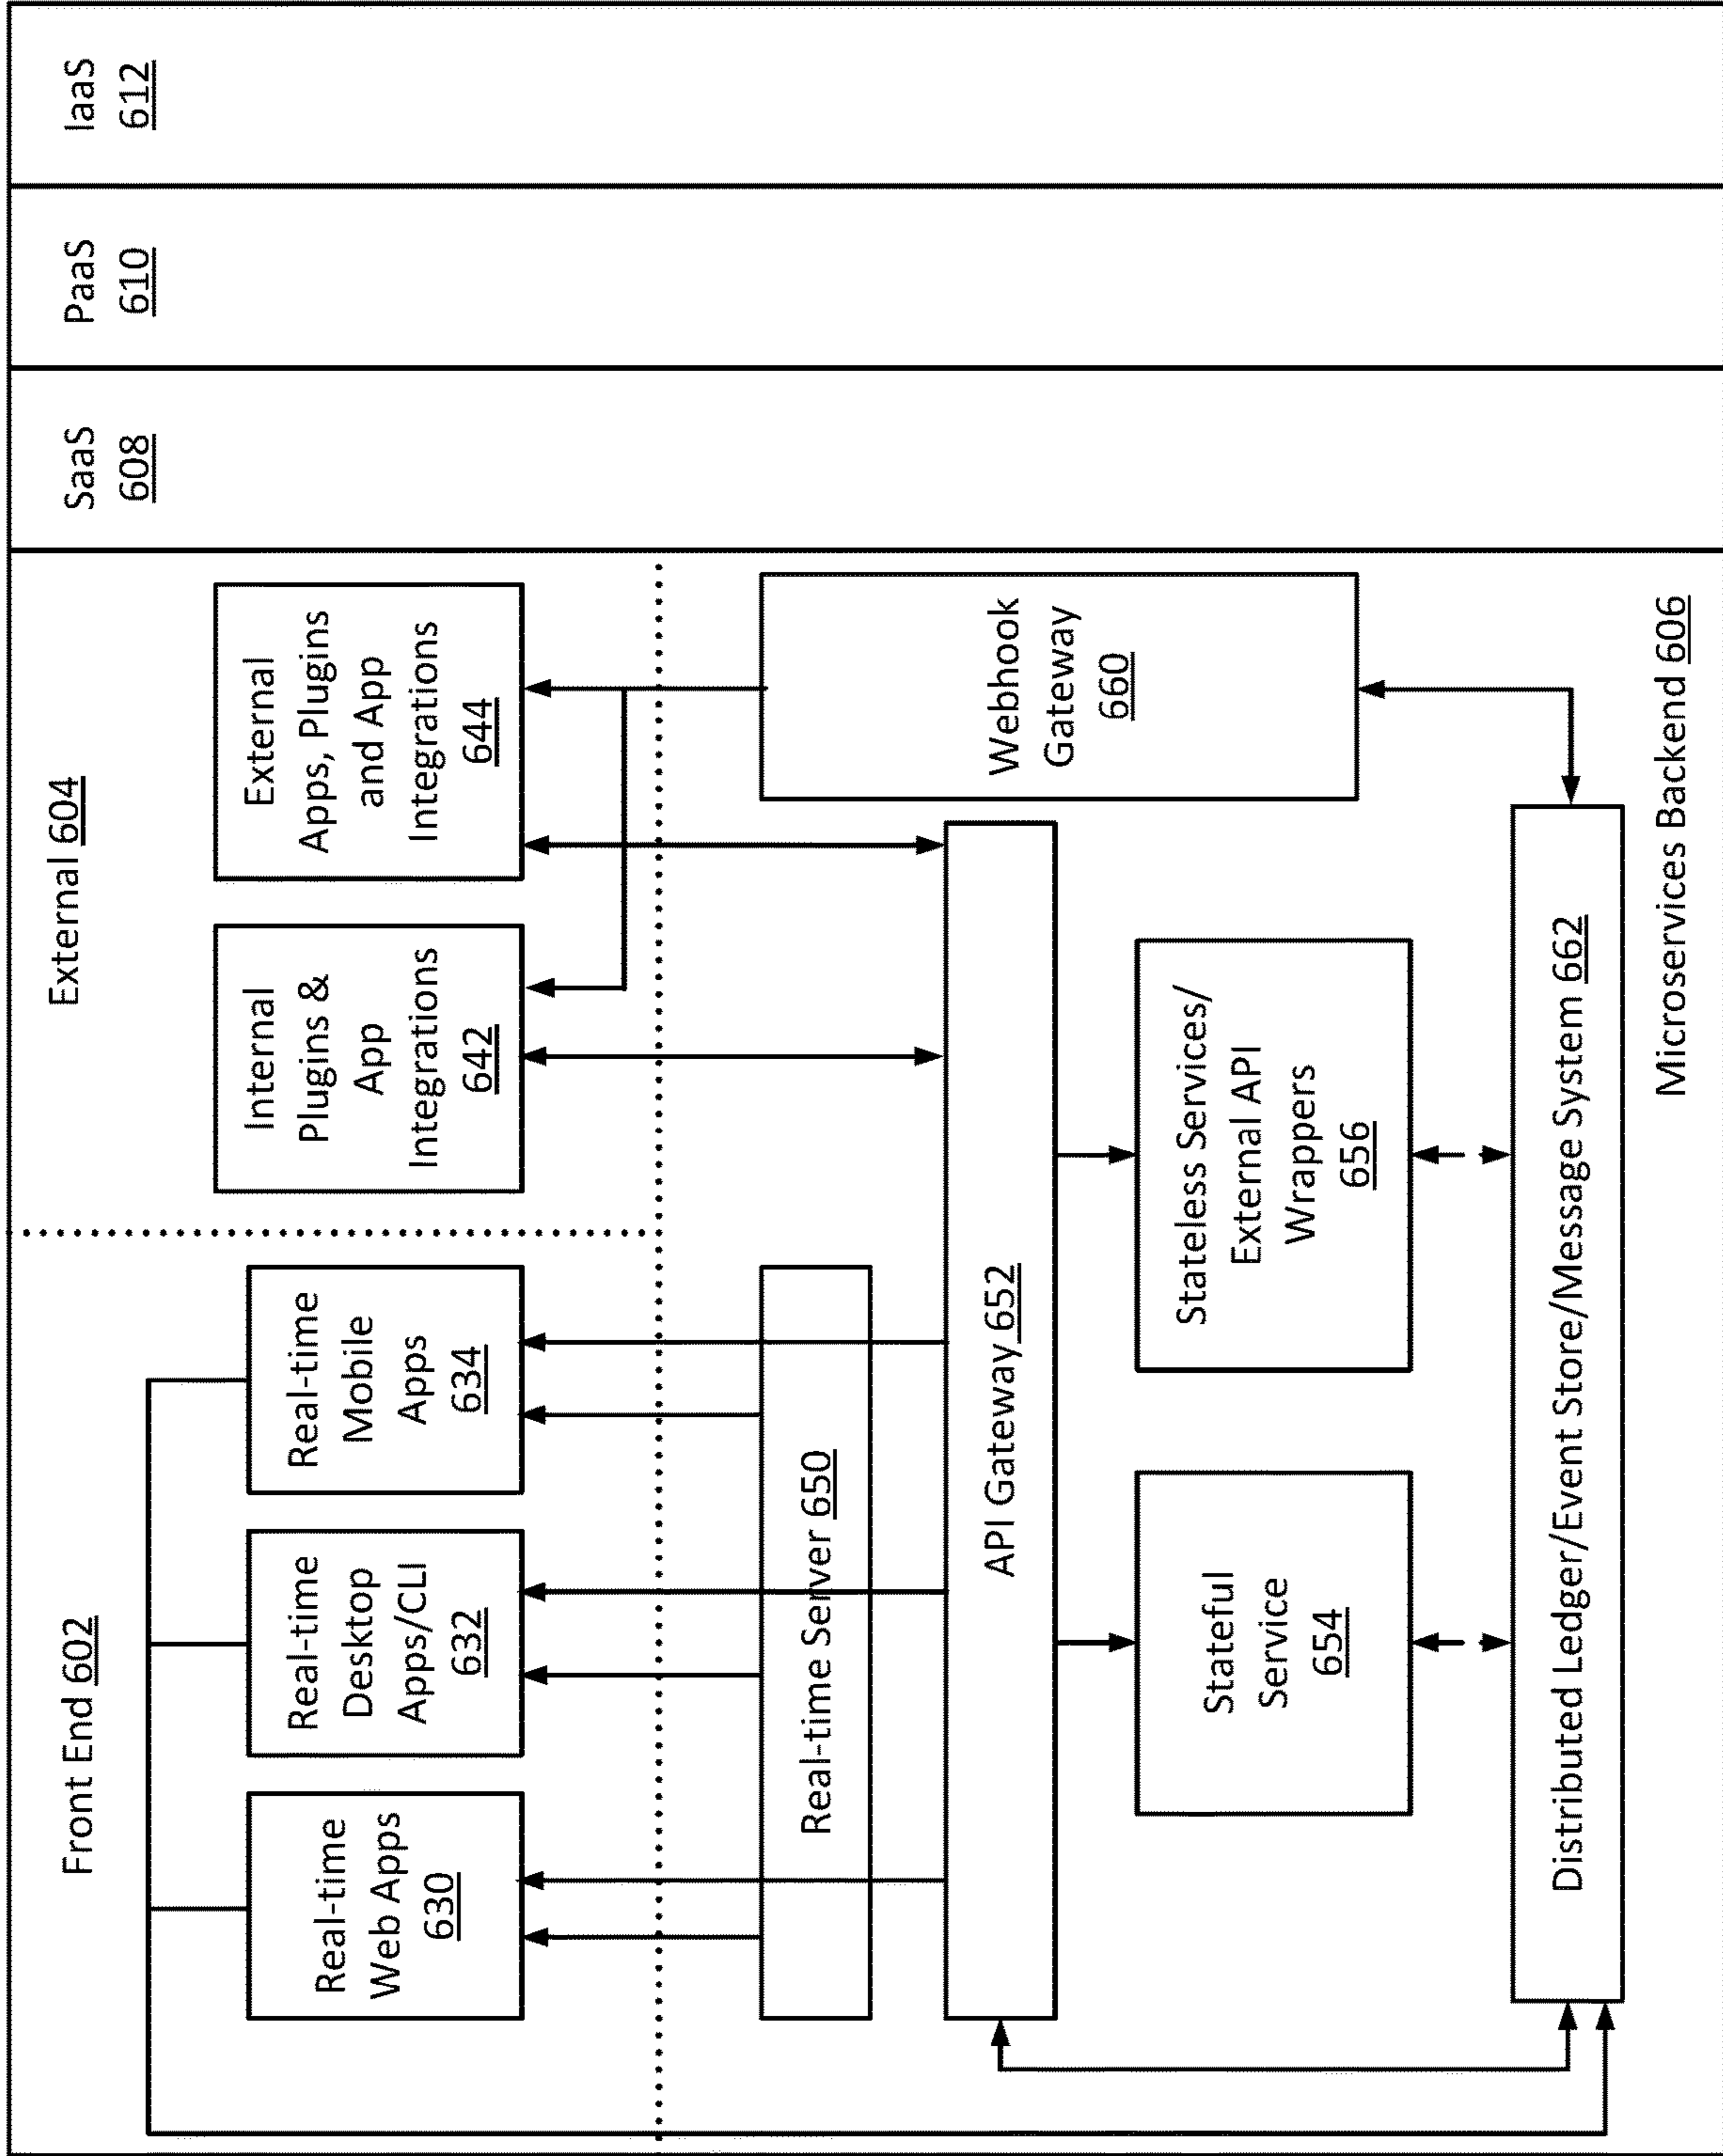 Front End 602
Real-time
Web Apps
630
Real-time
Desktop
Apps/CLI
632
Real-time
Mobile
Apps
634
External 604
Internal
Plugins &
App
Integrations
642
External
Apps, Plugins
and App
Integrations
644
Real-time Server 650
API Gateway 652
Webhook
Gateway
660
Stateful
Service
654
Stateless Services/
External API
Wrappers
656
Distributed Ledger/Event Store/Message System 662
Microservices Backend 606
SaaS
608
PaaS
610
IaaS
612